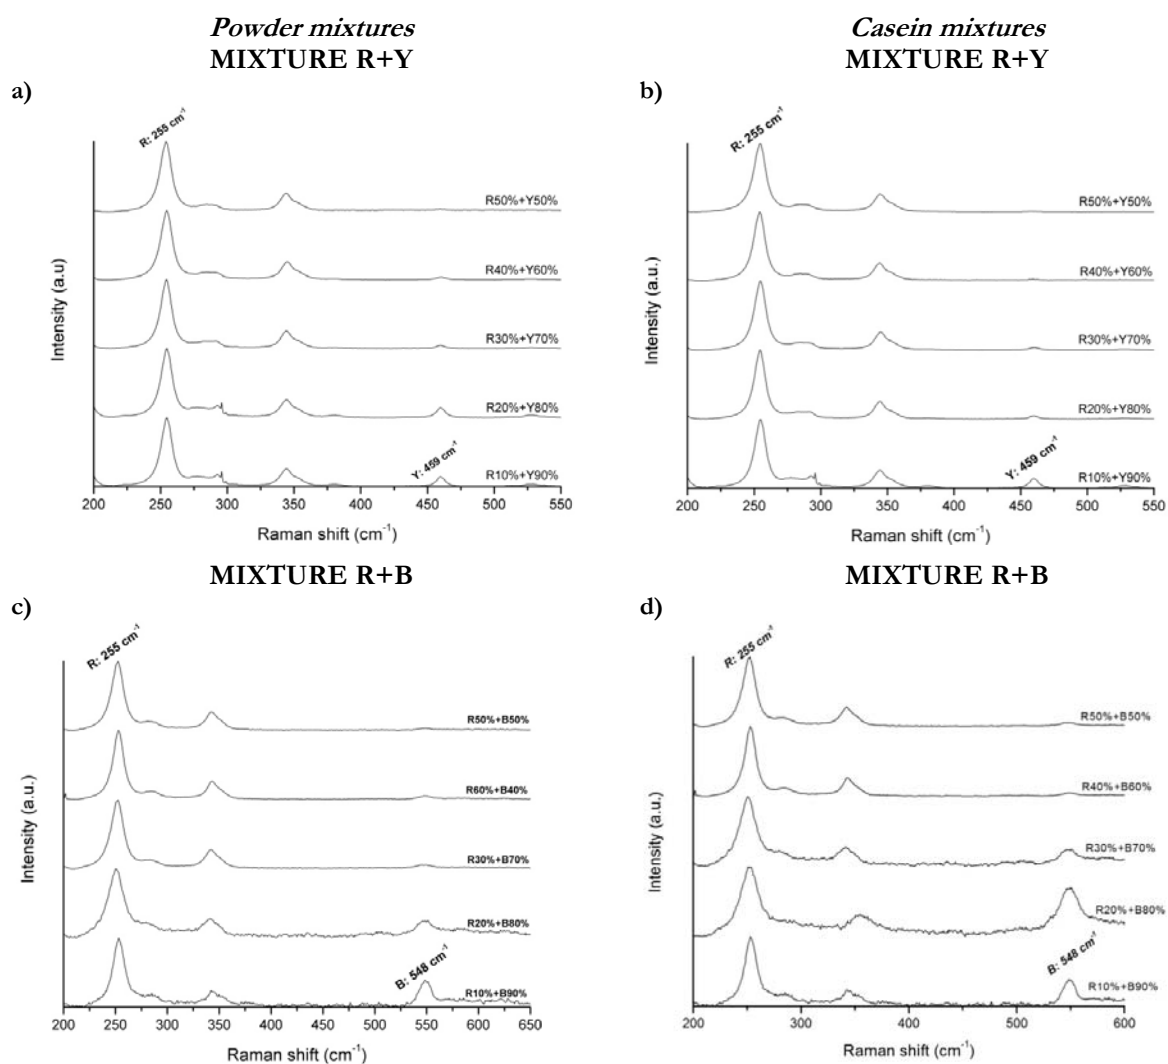 Powder mixtures
MIXTURE R+Y
a)
R: 255 cm⁻¹
R50%+Y50%
R40%+Y60%
R30%+Y70%
R20%+Y80%
Y: 459 cm⁻¹
R10%+Y90%
Intensity (a.u)
200 250 300 350 400 450 500 550
Raman shift (cm⁻¹)
Casein mixtures
MIXTURE R+Y
b)
R: 255 cm⁻¹
R50%+Y50%
R40%+Y60%
R30%+Y70%
R20%+Y80%
Y: 459 cm⁻¹
R10%+Y90%
Intensity (a.u.)
200 250 300 350 400 450 500 550
Raman shift (cm⁻¹)
MIXTURE R+B
c)
R: 255 cm⁻¹
R50%+B50%
R60%+B40%
R30%+B70%
R20%+B80%
B: 548 cm⁻¹
R10%+B90%
Intensity (a.u.)
200 250 300 350 400 450 500 550 600 650
Raman shift (cm⁻¹)
MIXTURE R+B
d)
R: 255 cm⁻¹
R50%+B50%
R40%+B60%
R30%+B70%
R20%+B80%
B: 548 cm⁻¹
R10%+B90%
Intensity (a.u.)
200 300 400 500 600
Raman shift (cm⁻¹)